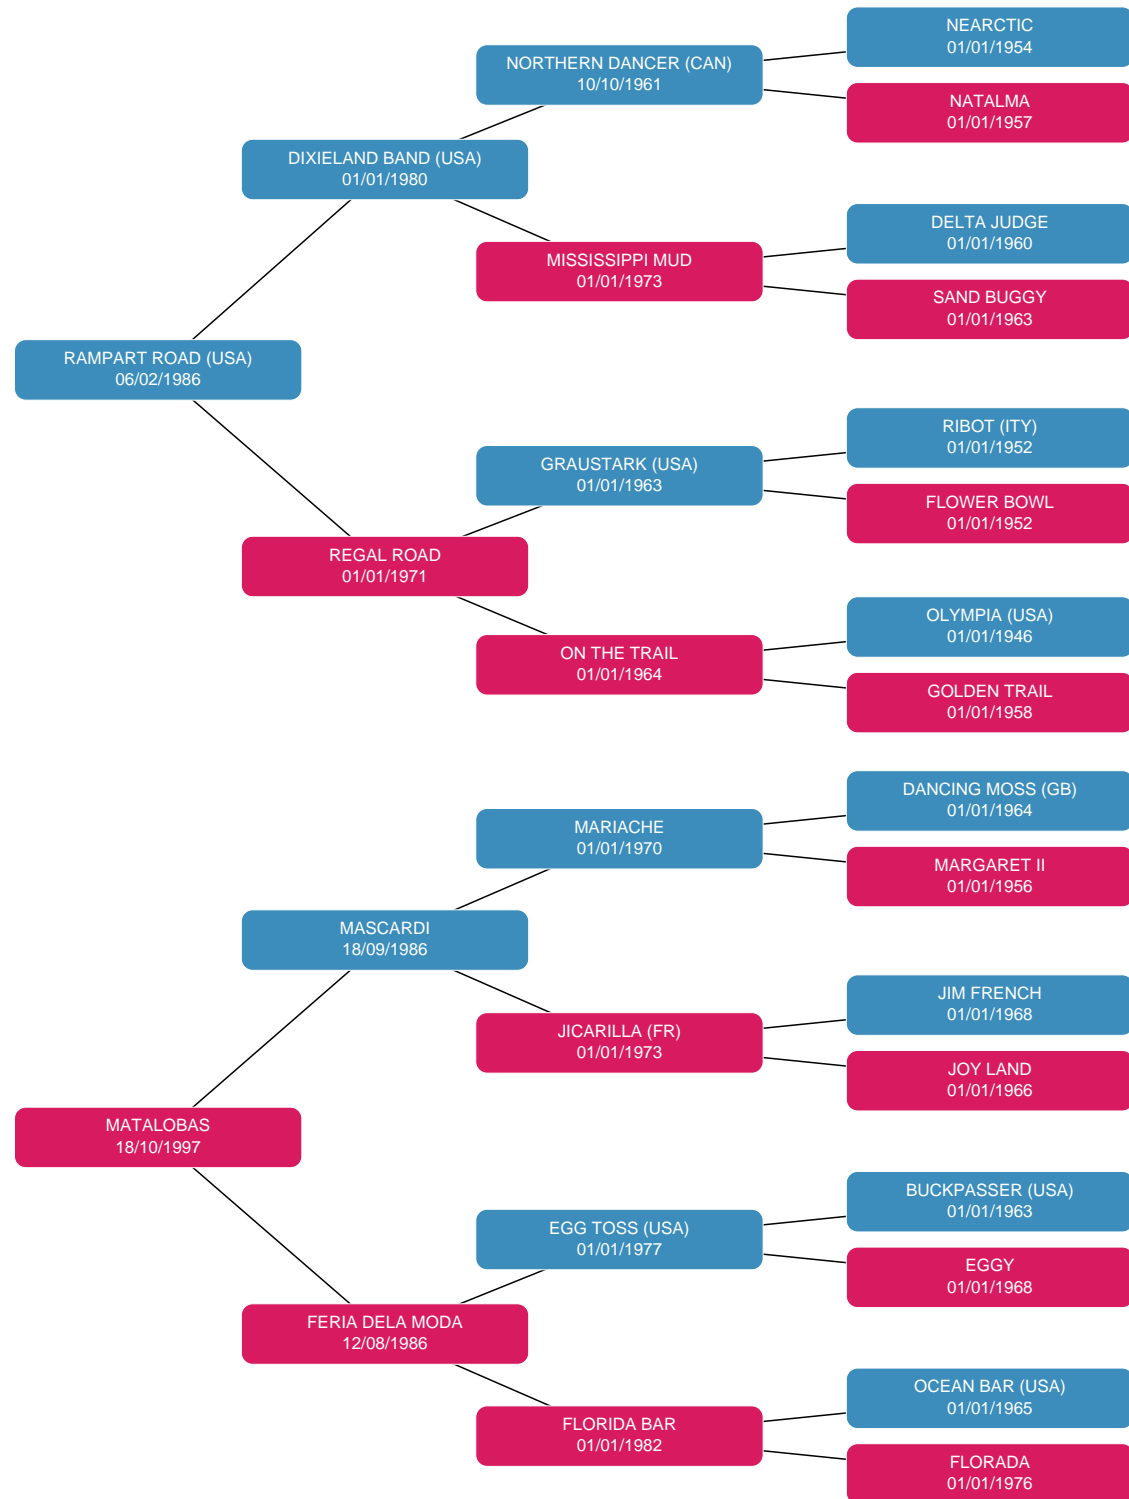 NEARCTIC
01/01/1954
NORTHERN DANCER (CAN)
10/10/1961
NATALMA
01/01/1957
DIXIELAND BAND (USA)
01/01/1980
DELTA JUDGE
01/01/1960
MISSISSIPPI MUD
01/01/1973
SAND BUGGY
01/01/1963
RAMPART ROAD (USA)
06/02/1986
RIBOT (ITY)
01/01/1952
GRAUSTARK (USA)
01/01/1963
FLOWER BOWL
01/01/1952
REGAL ROAD
01/01/1971
OLYMPIA (USA)
01/01/1946
ON THE TRAIL
01/01/1964
GOLDEN TRAIL
01/01/1958
DANCING MOSS (GB)
01/01/1964
MARIACHE
01/01/1970
MARGARET II
01/01/1956
MASCARDI
18/09/1986
JIM FRENCH
01/01/1968
JICARILLA (FR)
01/01/1973
JOY LAND
01/01/1966
MATALOBAS
18/10/1997
BUCKPASSER (USA)
01/01/1963
EGG TOSS (USA)
01/01/1977
EGGY
01/01/1968
FERIA DELA MODA
12/08/1986
OCEAN BAR (USA)
01/01/1965
FLORIDA BAR
01/01/1982
FLORADA
01/01/1976